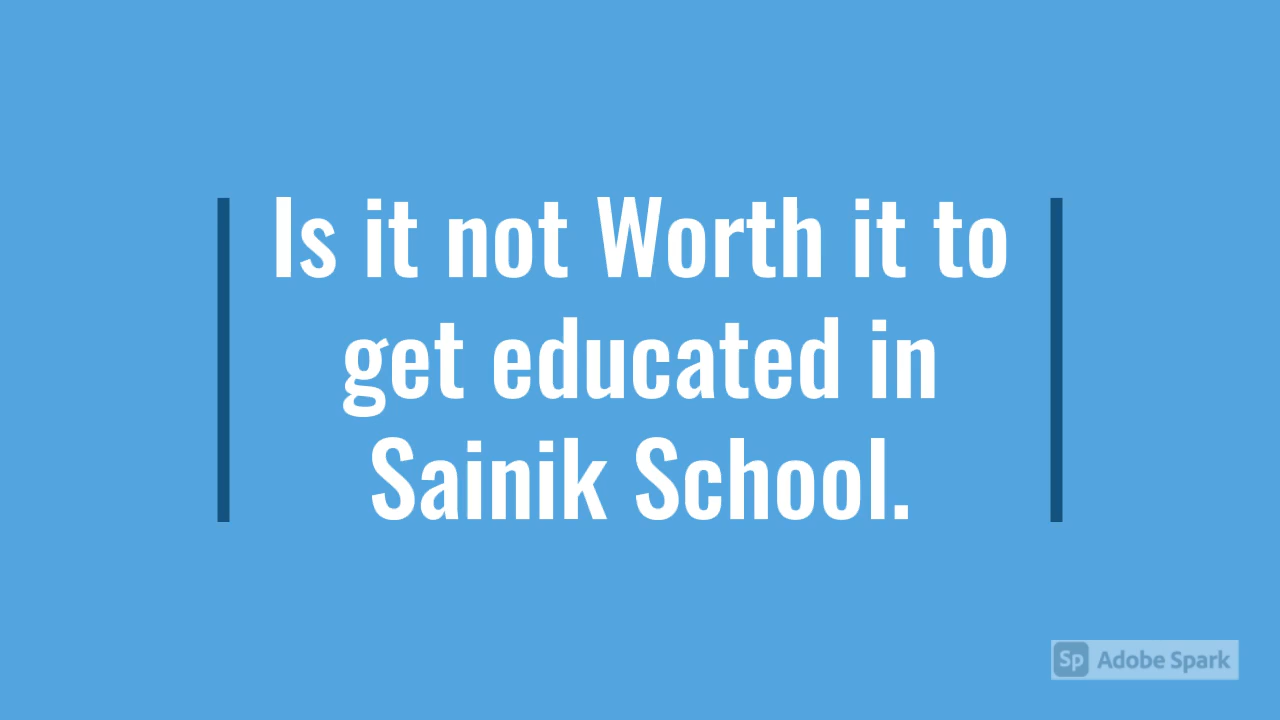 Is it not Worth it to
get educated in
Sainik School.
Sp Adobe Spark